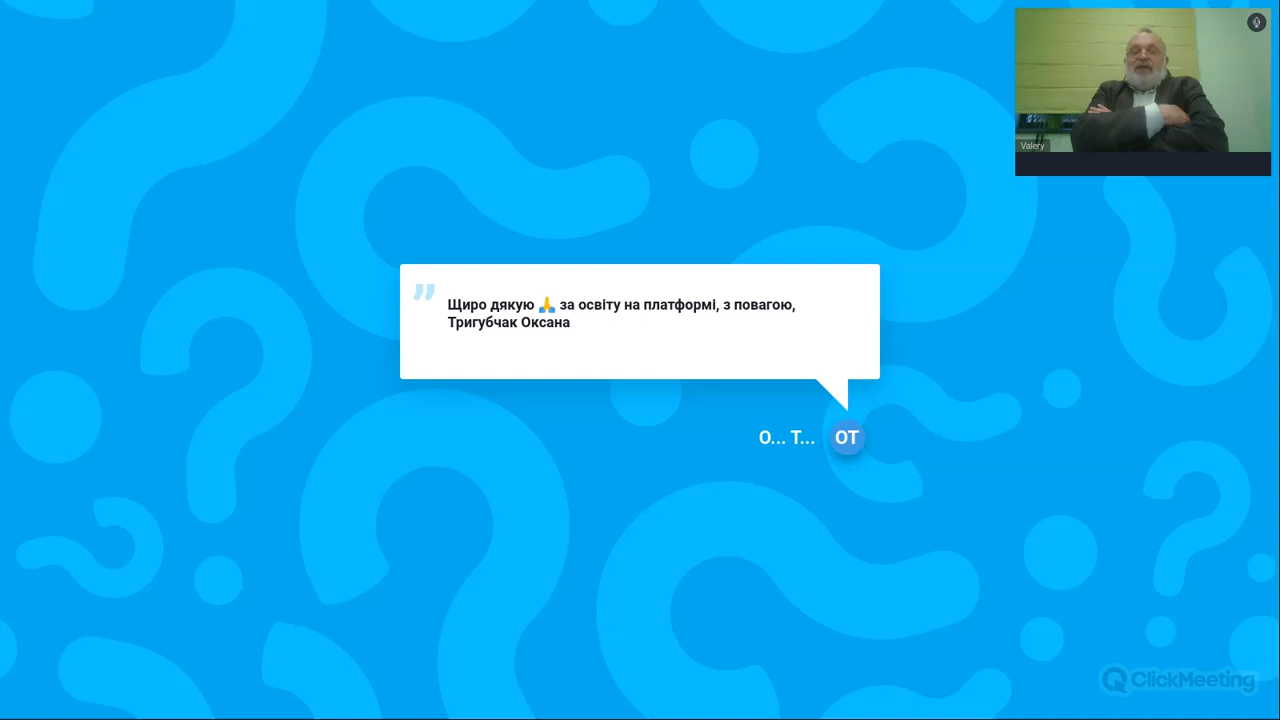 Valery
” Щиро дякую 🙏 за освіту на платформі, з повагою,
Тригубчак Оксана
О... Т... ОТ
ClickMeeting